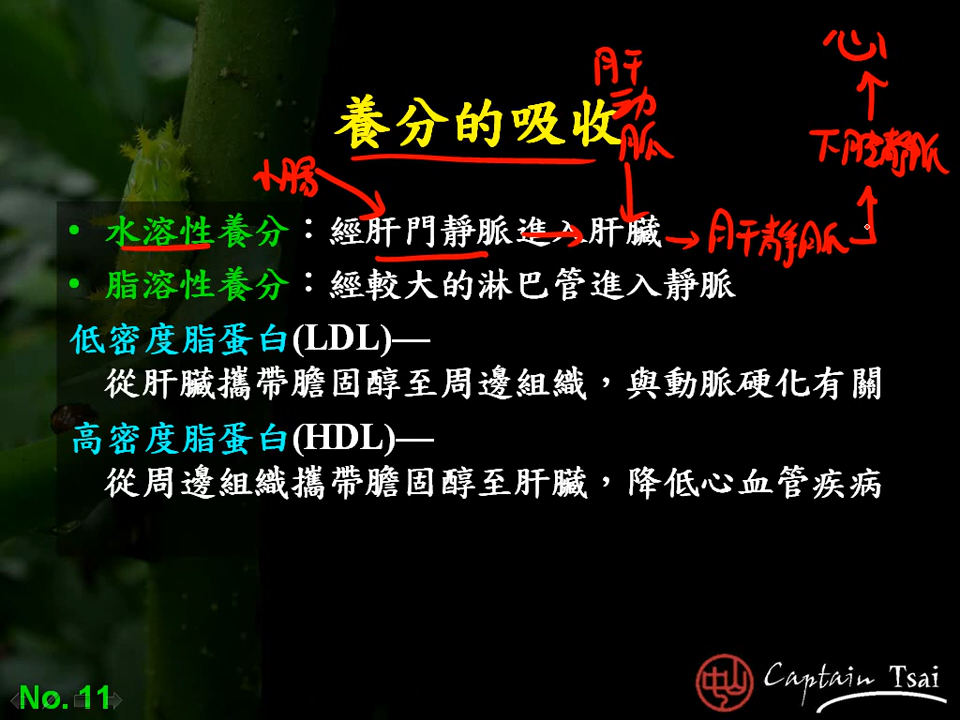 心
肝動脈
養分的吸收
下腔靜脈
小腸
• 水溶性養分：經肝門靜脈進入肝臟
→肝靜脈
• 脂溶性養分：經較大的淋巴管進入靜脈
低密度脂蛋白(LDL)—
從肝臟攜帶膽固醇至周邊組織，與動脈硬化有關
高密度脂蛋白(HDL)—
從周邊組織攜帶膽固醇至肝臟，降低心血管疾病
No. 11
中山
Captain Tsai